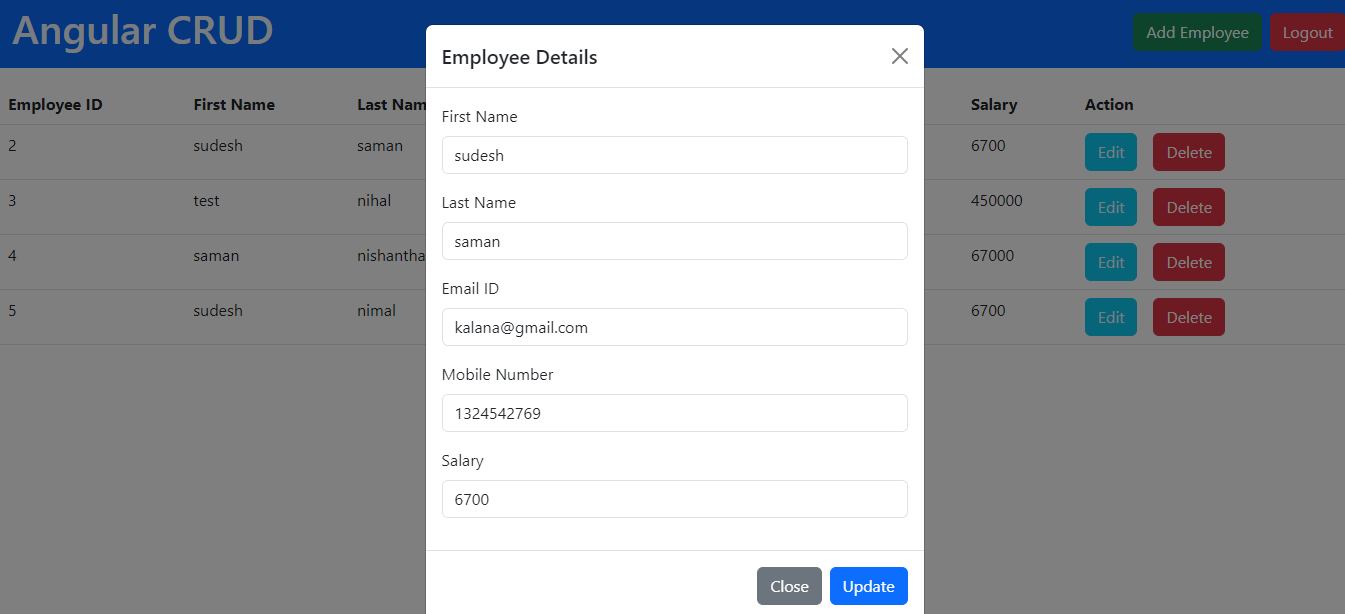 Angular CRUD
Add Employee
Logout
Employee Details
Employee ID First Name Last Nam Salary Action
2 sudesh saman 6700 Edit Delete
3 test nihal 450000 Edit Delete
4 saman nishantha 67000 Edit Delete
5 sudesh nimal 6700 Edit Delete
First Name
sudesh
Last Name
saman
Email ID
kalana@gmail.com
Mobile Number
1324542769
Salary
6700
Close
Update